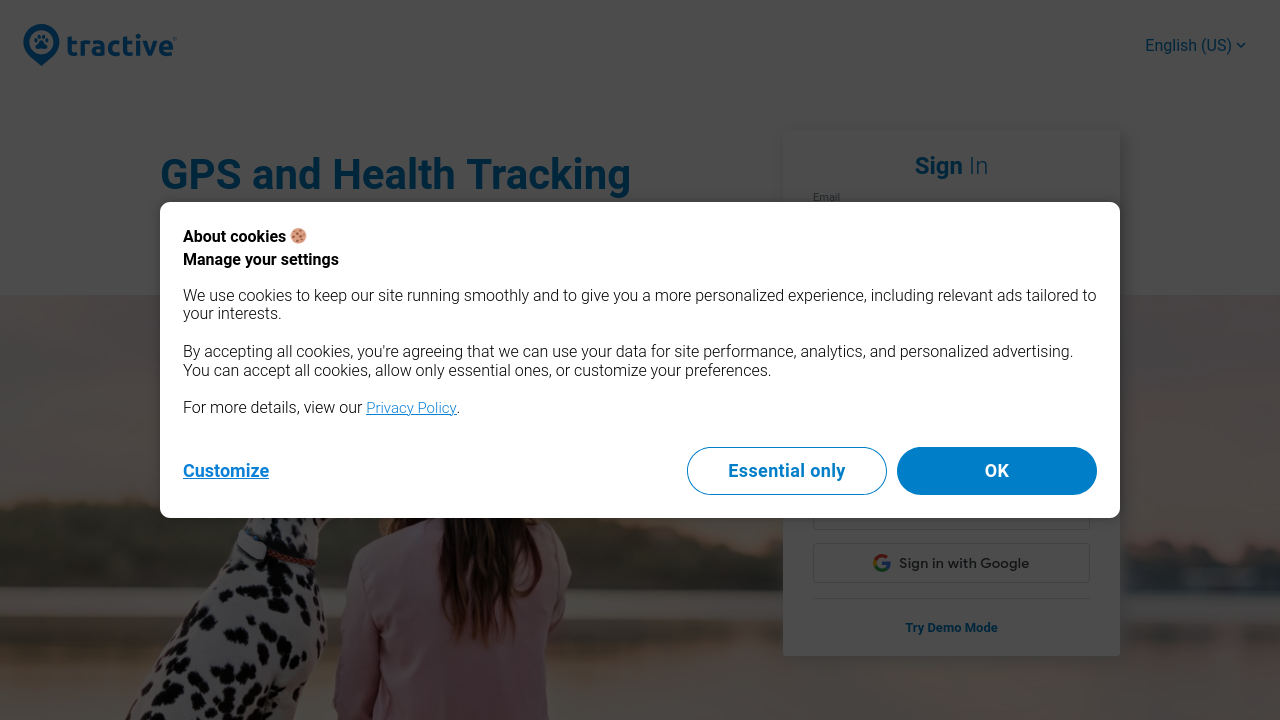 tractive
English (US)
GPS and Health Tracking
Sign In
Email
About cookies 🍪
Manage your settings
We use cookies to keep our site running smoothly and to give you a more personalized experience, including relevant ads tailored to
your interests.
By accepting all cookies, you're agreeing that we can use your data for site performance, analytics, and personalized advertising.
You can accept all cookies, allow only essential ones, or customize your preferences.
For more details, view our Privacy Policy.
Customize
Essential only
OK
Sign in with Google
Try Demo Mode